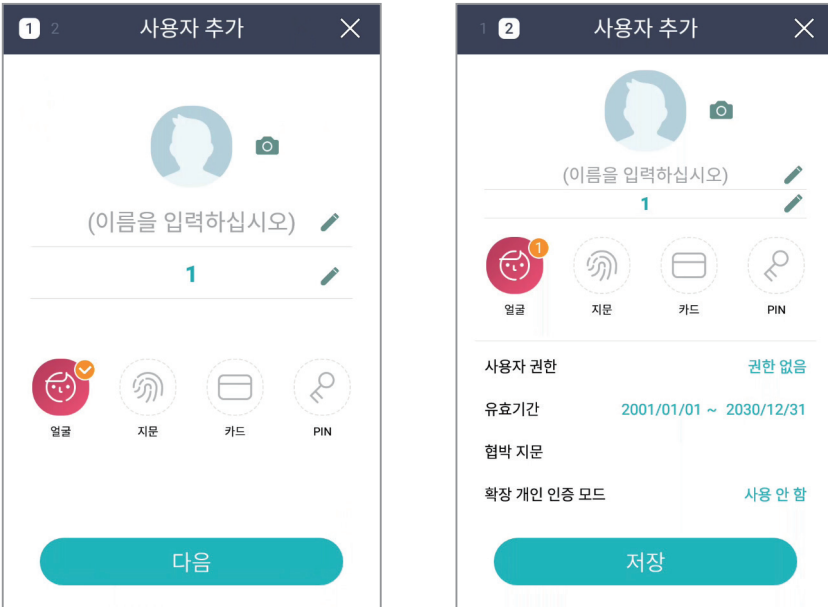 1 2 사용자 추가
(이름을 입력하십시오)
1
얼굴 지문 카드 PIN
다음
1 2 사용자 추가
(이름을 입력하십시오)
1
1
얼굴 지문 카드 PIN
사용자 권한 권한 없음
유효기간 2001/01/01 ~ 2030/12/31
협박 지문
확장 개인 인증 모드 사용 안 함
저장